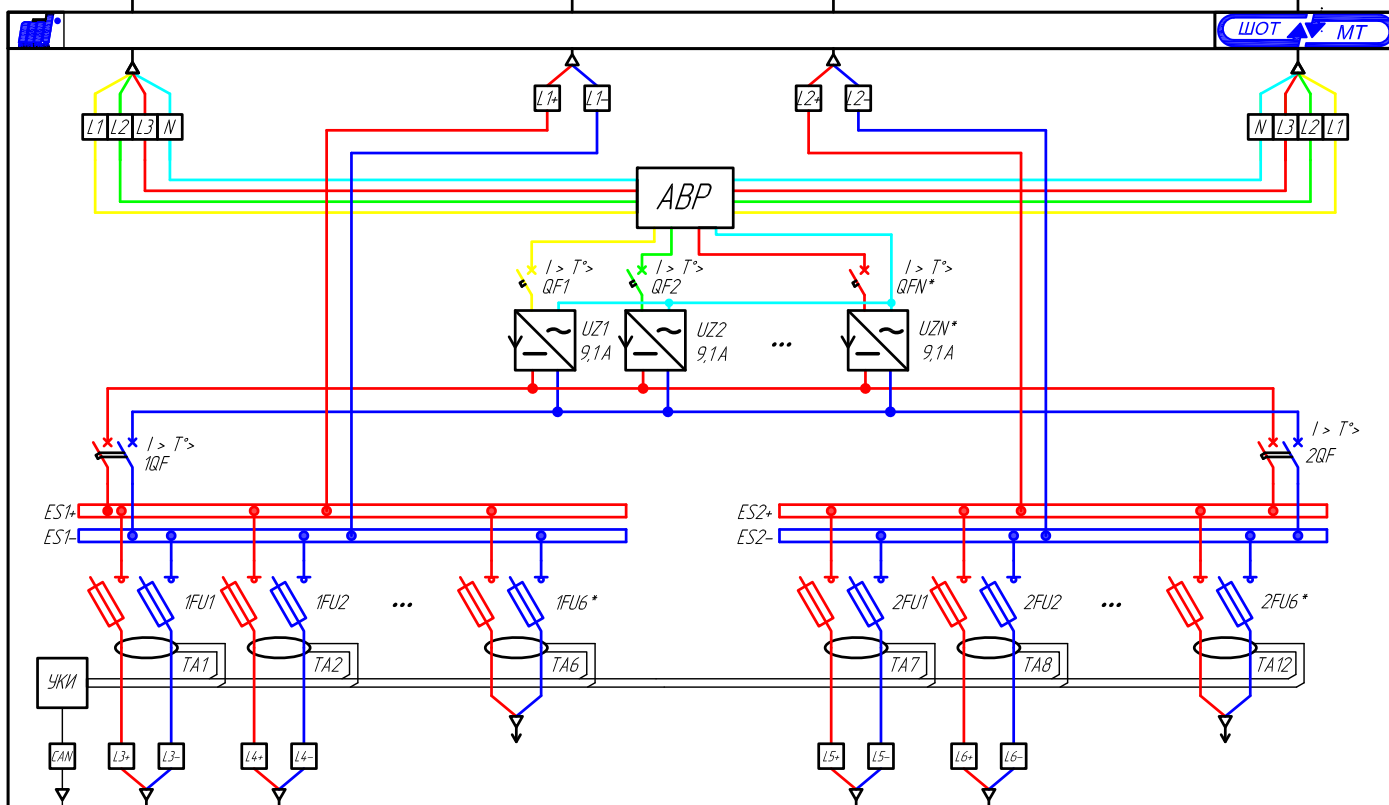 ШОТ МТ
L1+ L1- L2+ L2-
L1 L2 L3 N
N L3 L2 L1
АВР
I > T°> I > T°> I > T°>
QF1 QF2 QFN*
UZ1 UZ2 UZN*
9,1А 9,1А ... 9,1А
I > T°> I > T°>
1QF 2QF
ES1+ ES2+
ES1- ES2-
1FU1 1FU2 ... 1FU6* 2FU1 2FU2 ... 2FU6*
TA1 TA2 TA6 TA7 TA8 TA12
УКИ
CAN L3+ L3- L4+ L4- L5+ L5- L6+ L6-